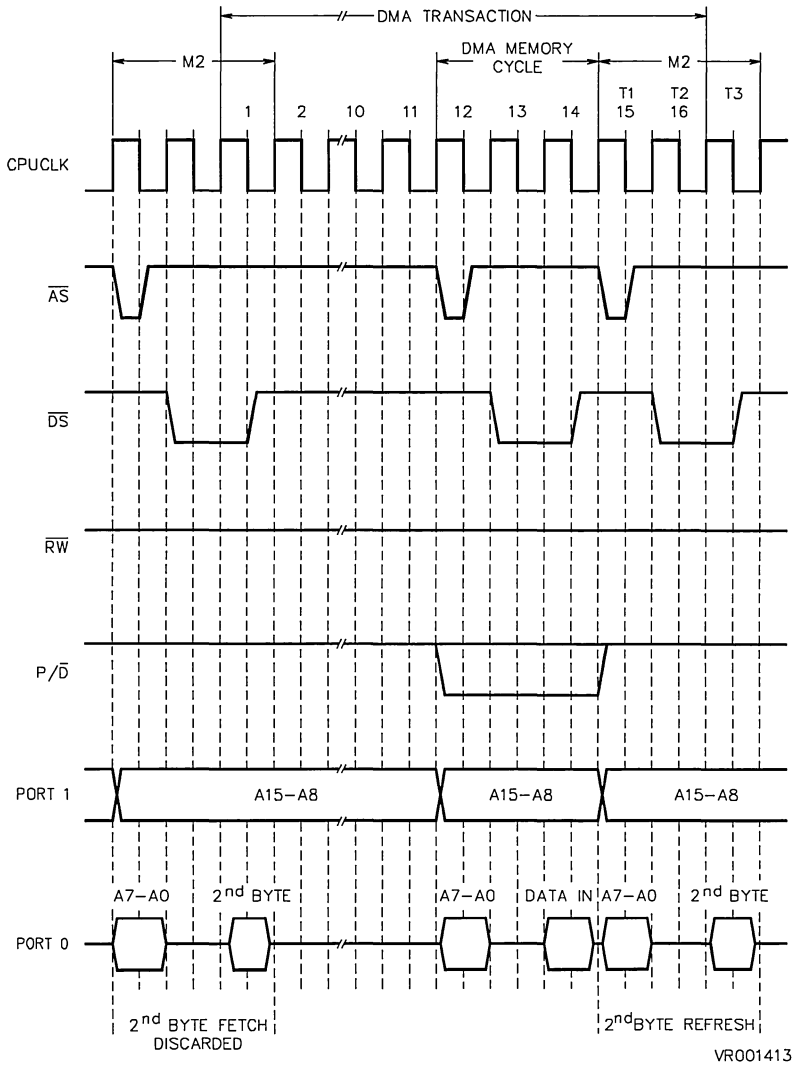 DMA TRANSACTION
M2
DMA MEMORY
CYCLE
M2
T1 T2 T3
1 2 10 11 12 13 14 15 16
CPUCLK
AS
DS
RW
P/D
PORT 1
A15-A8 A15-A8 A15-A8
A7-A0 2nd BYTE A7-A0 DATA IN A7-A0 2nd BYTE
PORT 0
2nd BYTE FETCH
DISCARDED
2nd BYTE REFRESH
VR001413